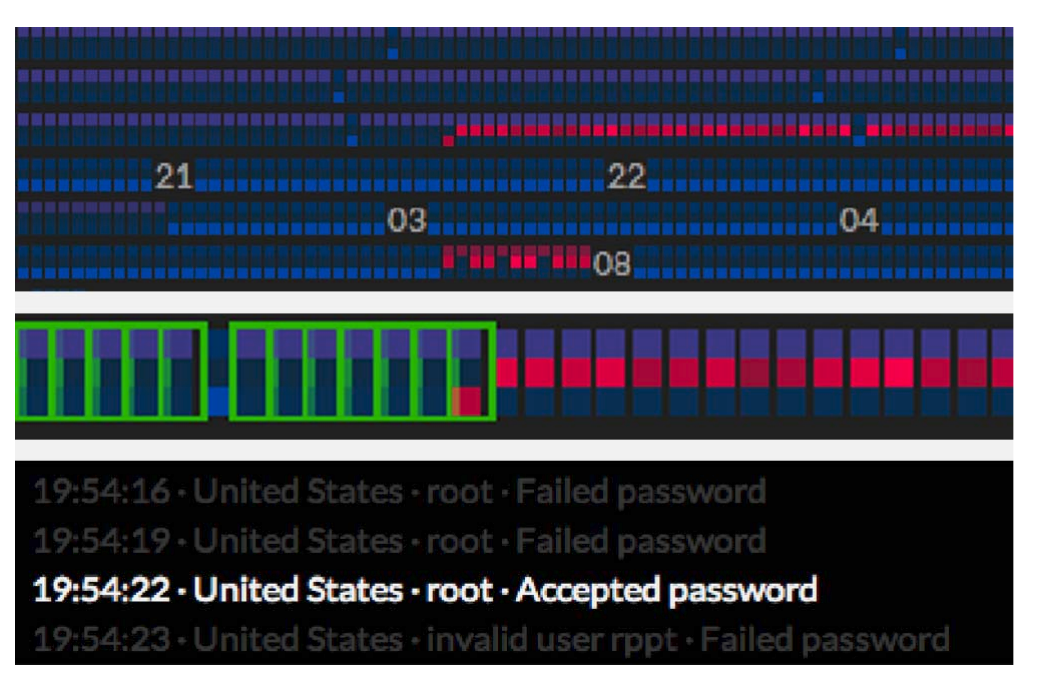 21 22
03 04
08
19:54:16 · United States · root · Failed password
19:54:19 · United States · root · Failed password
19:54:22 · United States · root · Accepted password
19:54:23 · United States · invalid user rppt · Failed password